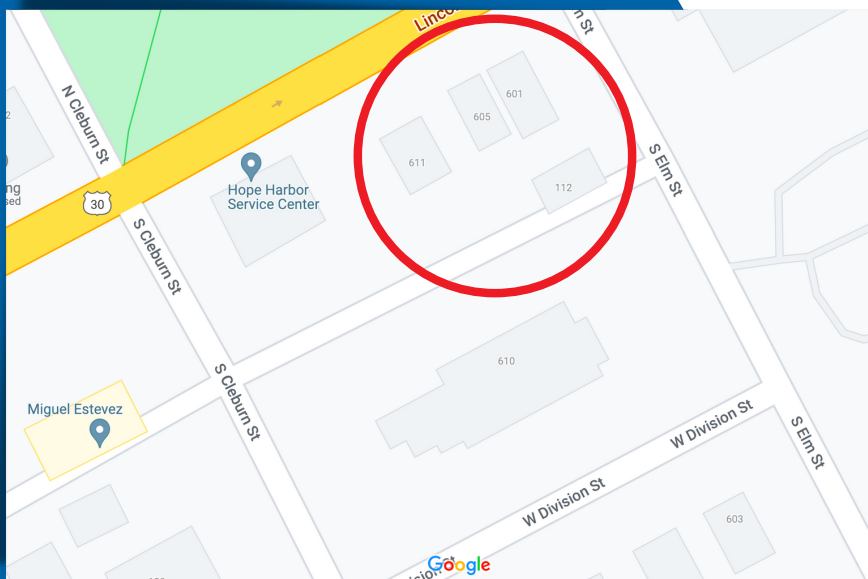 Lincol
n St
N Cleburn St
601
605
611
S Elm St
Hope Harbor
Service Center
112
30
S Cleburn St
610
S Cleburn St
Miguel Estevez
W Division St
S Elm St
W Division St
603
Google